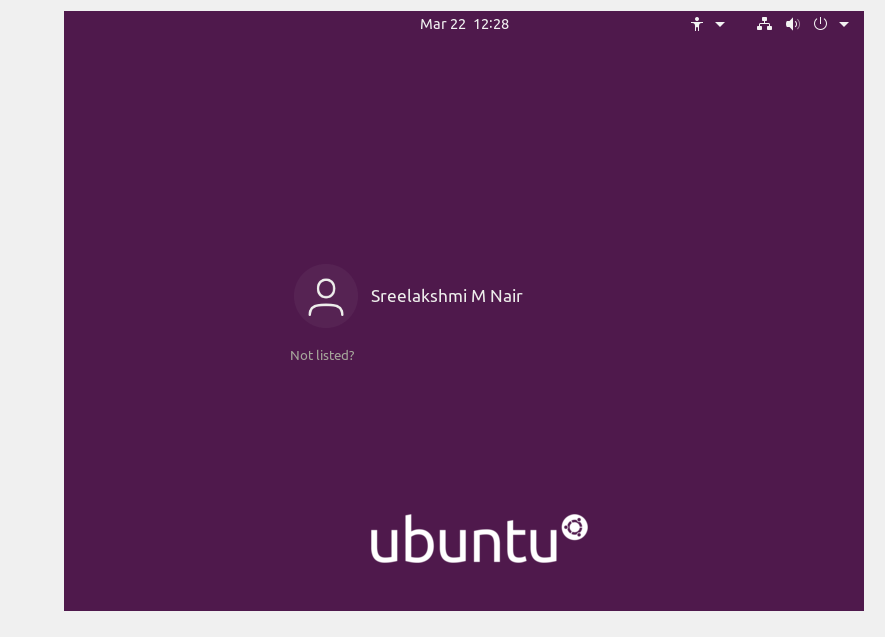 Mar 22 12:28
Sreelakshmi M Nair
Not listed?
ubuntu